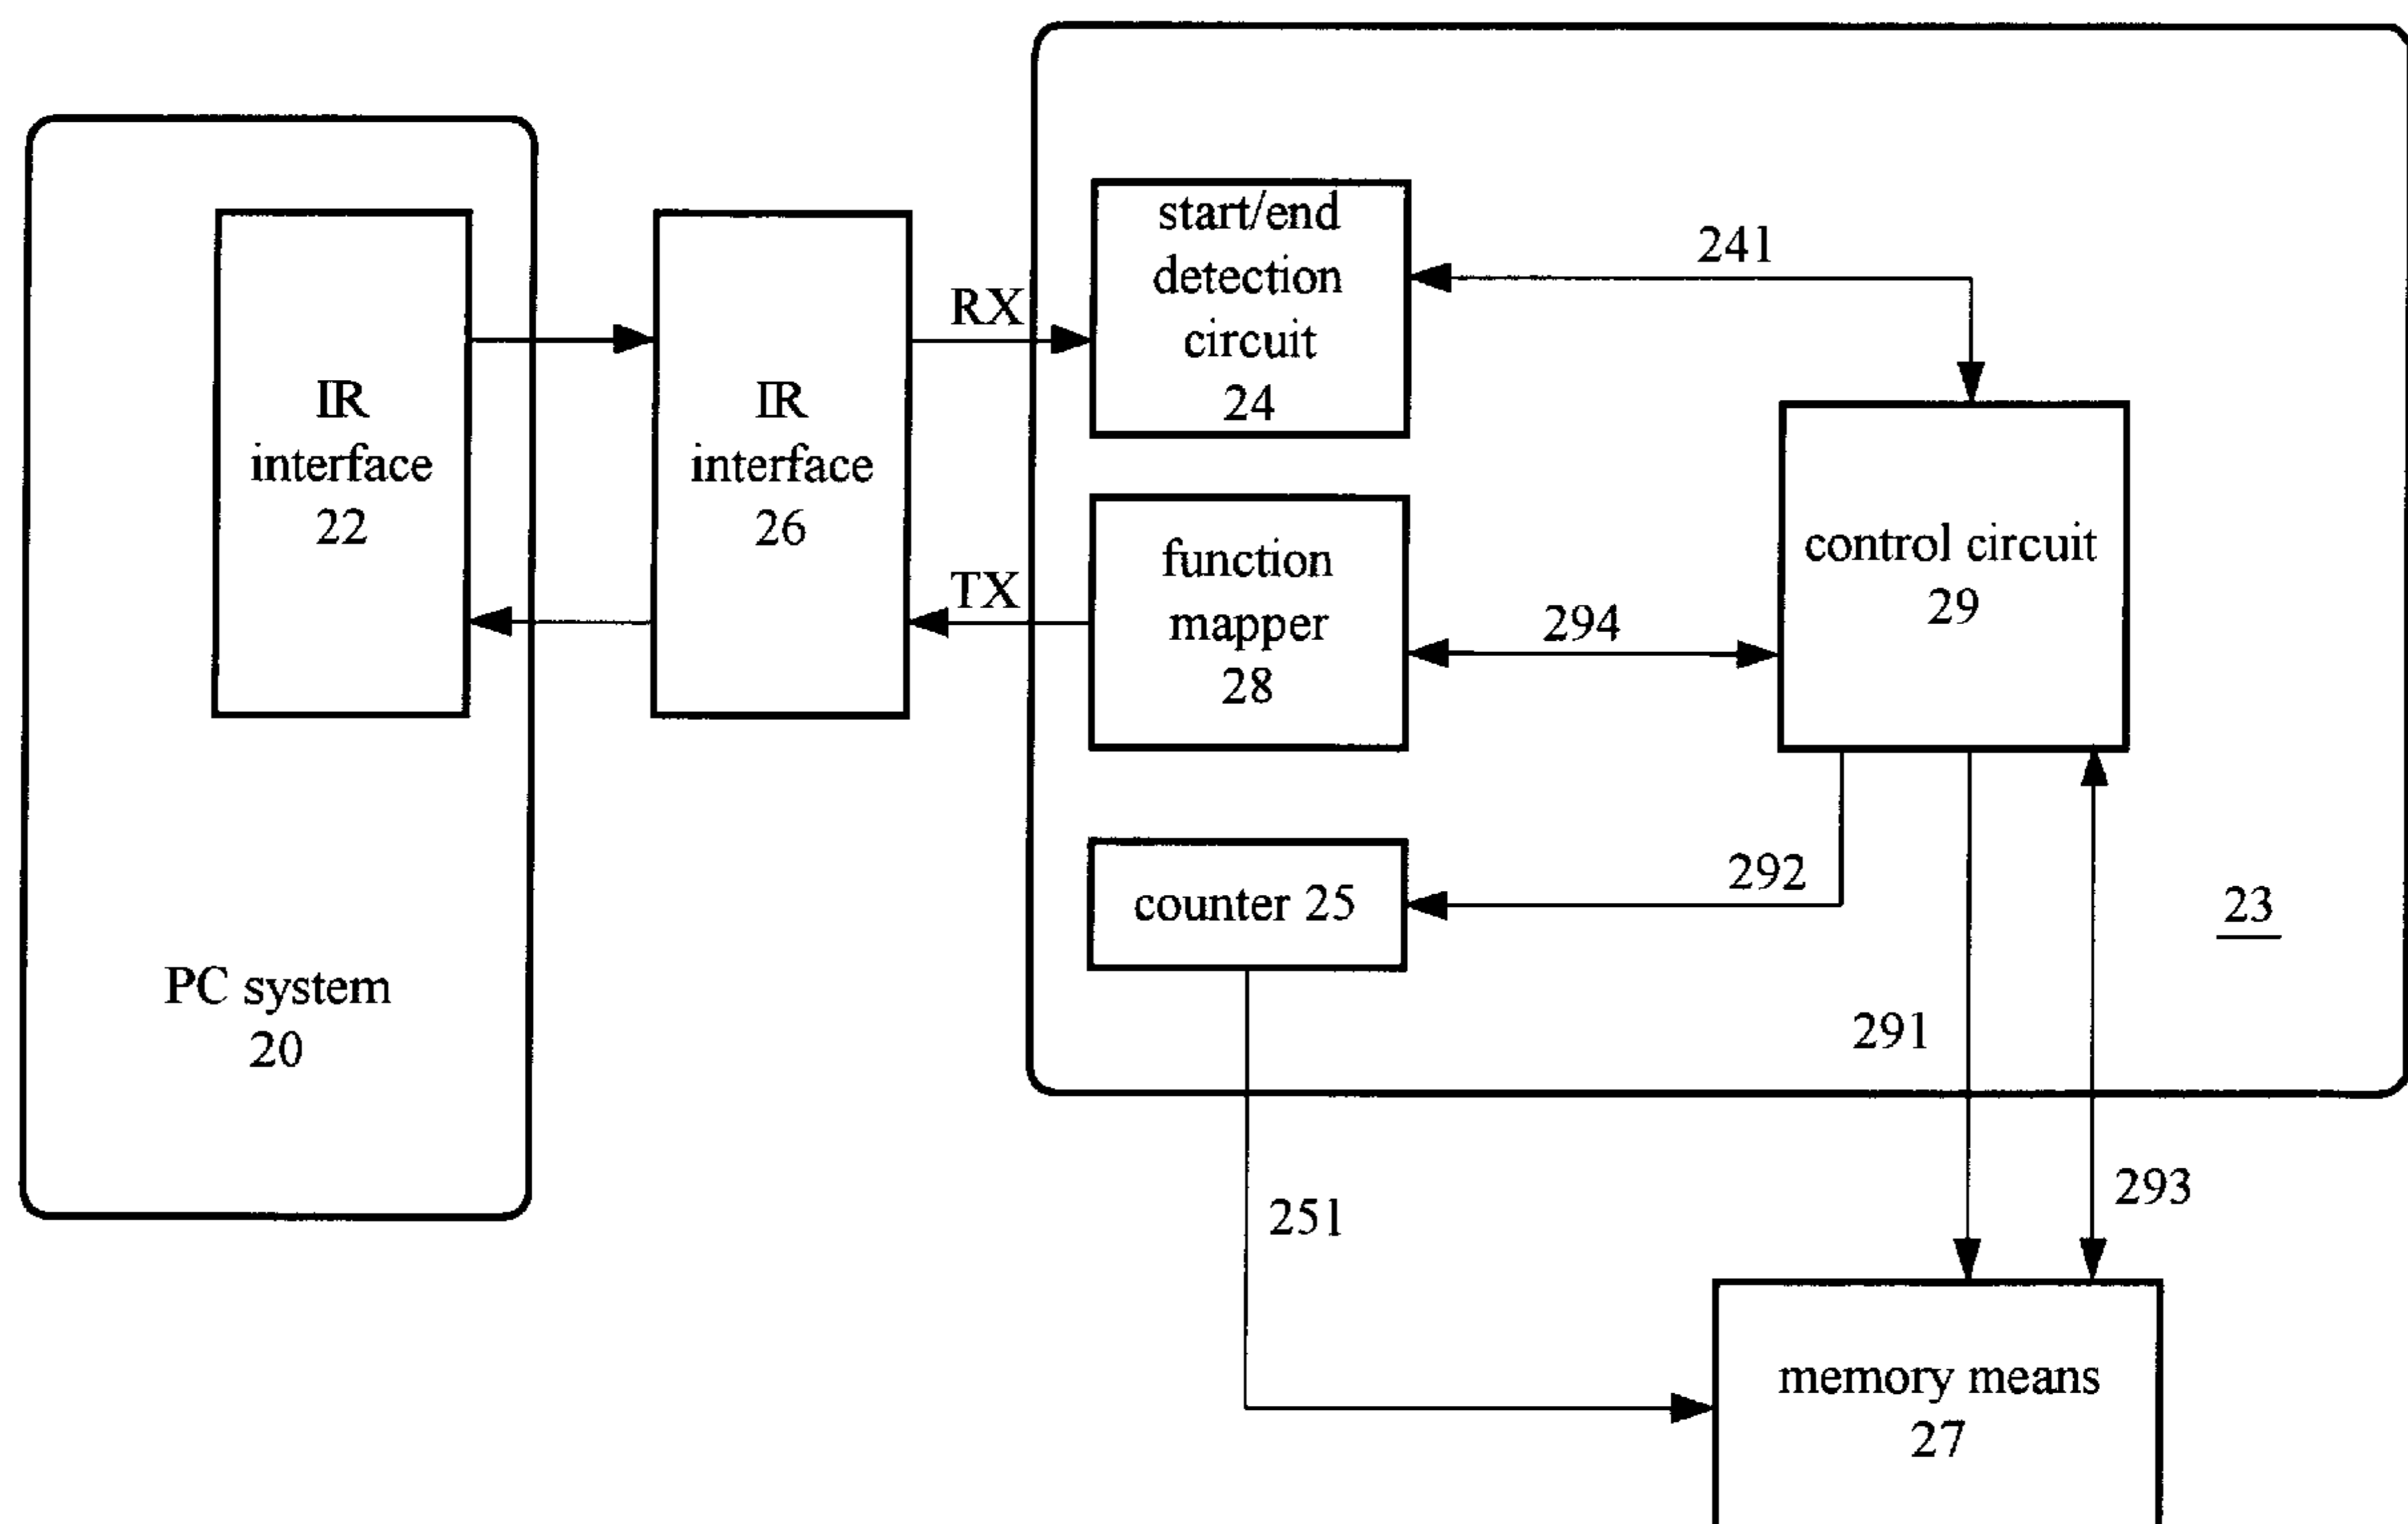 IR
interface
22
PC system
20
IR
interface
26
RX
TX
start/end
detection
circuit
24
241
function
mapper
28
294
control circuit
29
counter 25
292
23
291
251
293
memory means
27